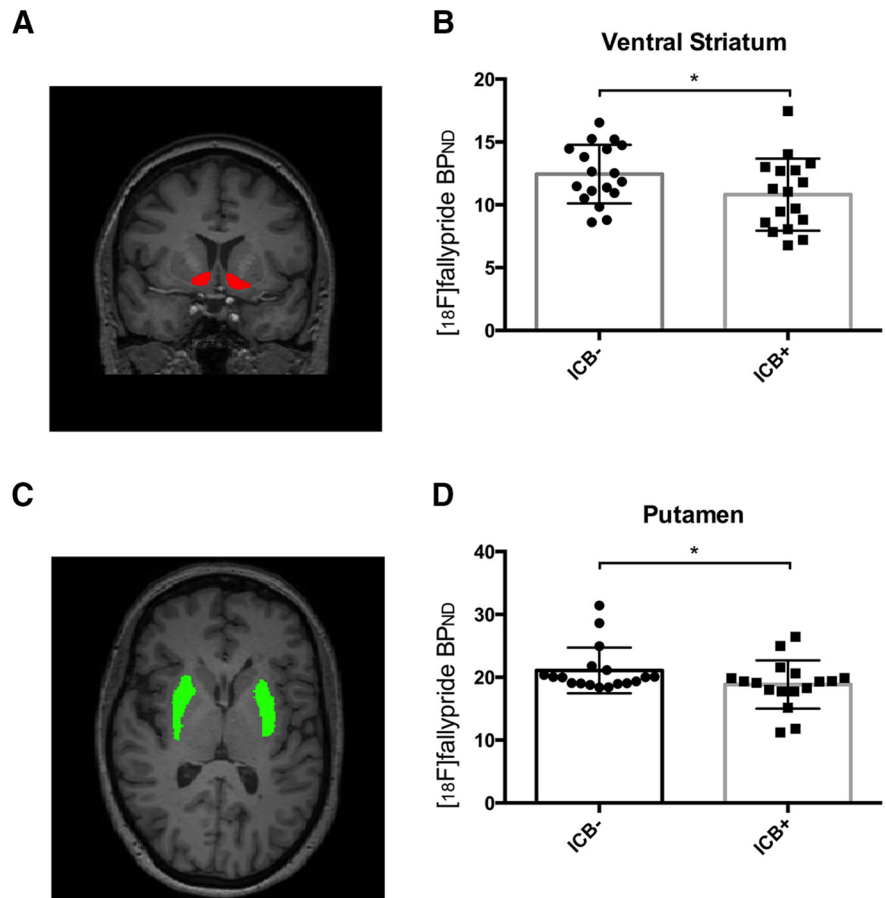 A
B
Ventral Striatum
[18F]fallypride BPND
20
15
10
5
0
*
ICB-
ICB+
C
D
Putamen
[18F]fallypride BPND
40
30
20
10
0
*
ICB-
ICB+